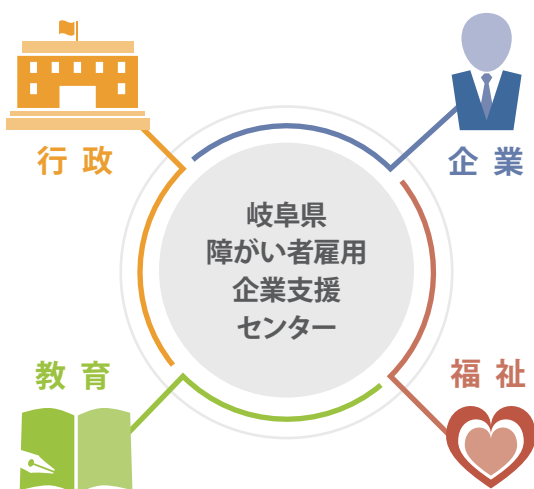 行政
企業
岐阜県
障がい者雇用
企業支援
センター
教育
福祉